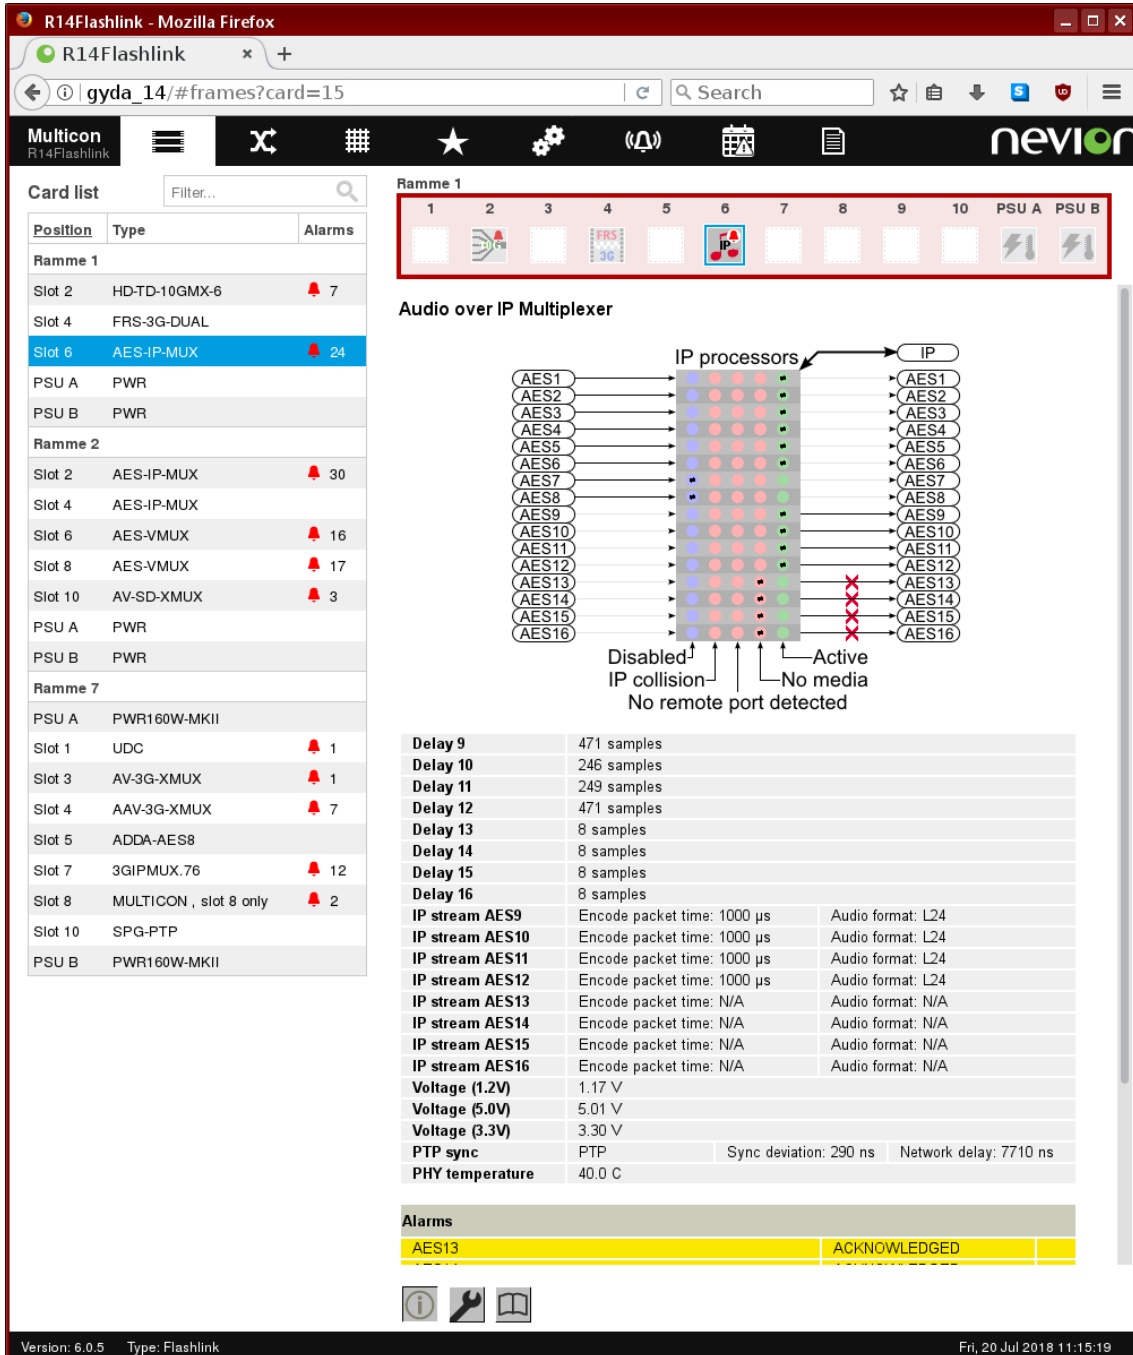 R14Flashlink - Mozilla Firefox
R14Flashlink × +
gyda_14/#frames?card=15 Search
Multicon
R14Flashlink
nevion
Card list Filter...
Position Type Alarms
Ramme 1
Slot 2 HD-TD-10GMX-6 7
Slot 4 FRS-3G-DUAL
Slot 6 AES-IP-MUX 24
PSU A PWR
PSU B PWR
Ramme 2
Slot 2 AES-IP-MUX 30
Slot 4 AES-IP-MUX
Slot 6 AES-VMUX 16
Slot 8 AES-VMUX 17
Slot 10 AV-SD-XMUX 3
PSU A PWR
PSU B PWR
Ramme 7
PSU A PWR160W-MKII
Slot 1 UDC 1
Slot 3 AV-3G-XMUX 1
Slot 4 AAV-3G-XMUX 7
Slot 5 ADDA-AES8
Slot 7 3GIPMUX.76 12
Slot 8 MULTICON , slot 8 only 2
Slot 10 SPG-PTP
PSU B PWR160W-MKII
Ramme 1
1 2 3 4 5 6 7 8 9 10 PSU A PSU B
FRS IP
3G
Audio over IP Multiplexer
IP processors IP
AES1 AES1
AES2 AES2
AES3 AES3
AES4 AES4
AES5 AES5
AES6 AES6
AES7 AES7
AES8 AES8
AES9 AES9
AES10 AES10
AES11 AES11
AES12 AES12
AES13 AES13
AES14 AES14
AES15 AES15
AES16 AES16
Disabled Active
IP collision No media
No remote port detected
Delay 9 471 samples
Delay 10 246 samples
Delay 11 249 samples
Delay 12 471 samples
Delay 13 8 samples
Delay 14 8 samples
Delay 15 8 samples
Delay 16 8 samples
IP stream AES9 Encode packet time: 1000 µs Audio format: L24
IP stream AES10 Encode packet time: 1000 µs Audio format: L24
IP stream AES11 Encode packet time: 1000 µs Audio format: L24
IP stream AES12 Encode packet time: 1000 µs Audio format: L24
IP stream AES13 Encode packet time: N/A Audio format: N/A
IP stream AES14 Encode packet time: N/A Audio format: N/A
IP stream AES15 Encode packet time: N/A Audio format: N/A
IP stream AES16 Encode packet time: N/A Audio format: N/A
Voltage (1.2V) 1.17 V
Voltage (5.0V) 5.01 V
Voltage (3.3V) 3.30 V
PTP sync PTP Sync deviation: 290 ns Network delay: 7710 ns
PHY temperature 40.0 C
Alarms
AES13 ACKNOWLEDGED
Version: 6.0.5 Type: Flashlink Fri, 20 Jul 2018 11:15:19